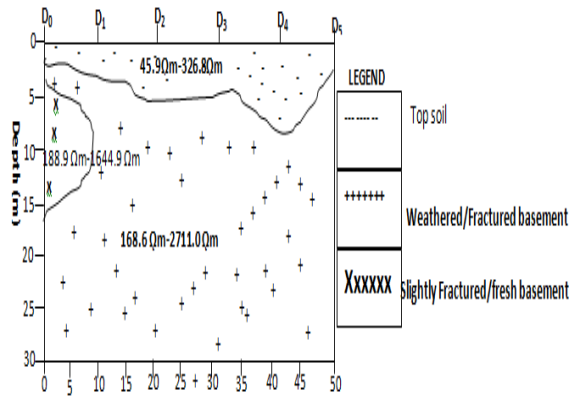 D0 D1 D2 D3 D4 D5
0
5
10
15
20
25
30
Depth (m)
45.9Ωm-326.8Ωm
188.9 Ωm-1644.9 Ωm
168.6 Ωm-2711.0Ωm
0 5 10 15 20 25 30 35 40 45 50
LEGEND
Top soil
Weathered/Fractured basement
Xxxxxx Slightly Fractured/fresh basement